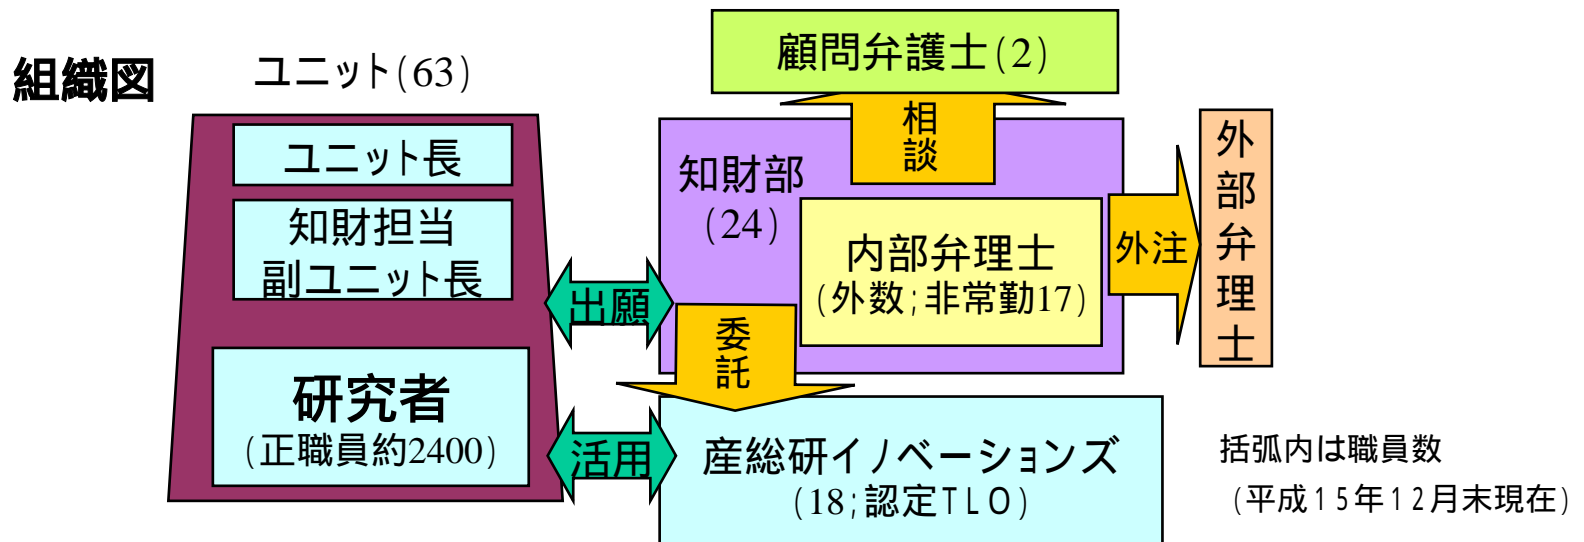 組織図
ユニット(63)
ユニット長
知財担当
副ユニット長
研究者
(正職員約2400)
出願
活用
顧問弁護士(2)
相談
知財部
(24)
内部弁理士
(外数;非常勤17)
外注
外部弁理士
委託
産総研イノベーションズ
(18;認定TLO)
括弧内は職員数
(平成15年12月末現在)